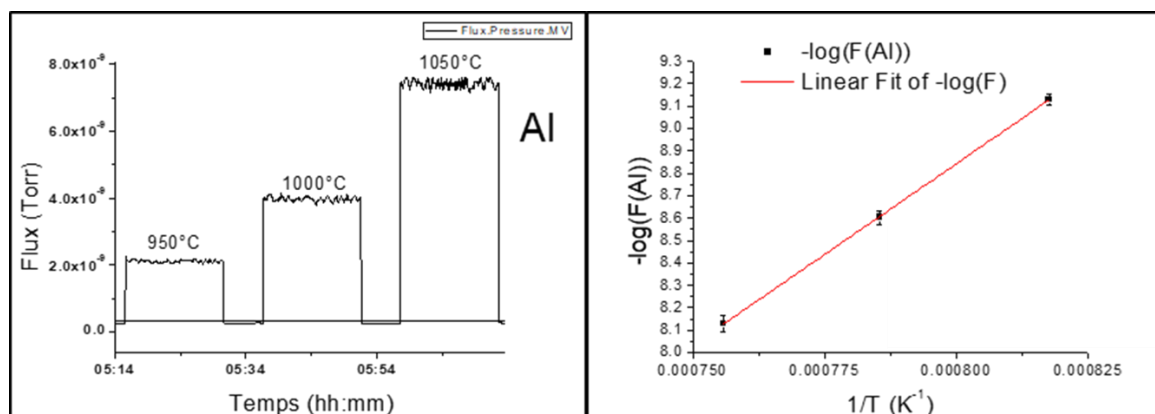 Flux.Pressure.MV
8.0x10⁻⁹
6.0x10⁻⁹
4.0x10⁻⁹
2.0x10⁻⁹
0.0
Flux (Torr)
950°C
1000°C
1050°C
Al
05:14 05:34 05:54
Temps (hh:mm)
-log(F(Al))
Linear Fit of -log(F)
9.3
9.2
9.1
9.0
8.9
8.8
8.7
8.6
8.5
8.4
8.3
8.2
8.1
8.0
-log(F(Al))
0.000750 0.000775 0.000800 0.000825
1/T (K⁻¹)